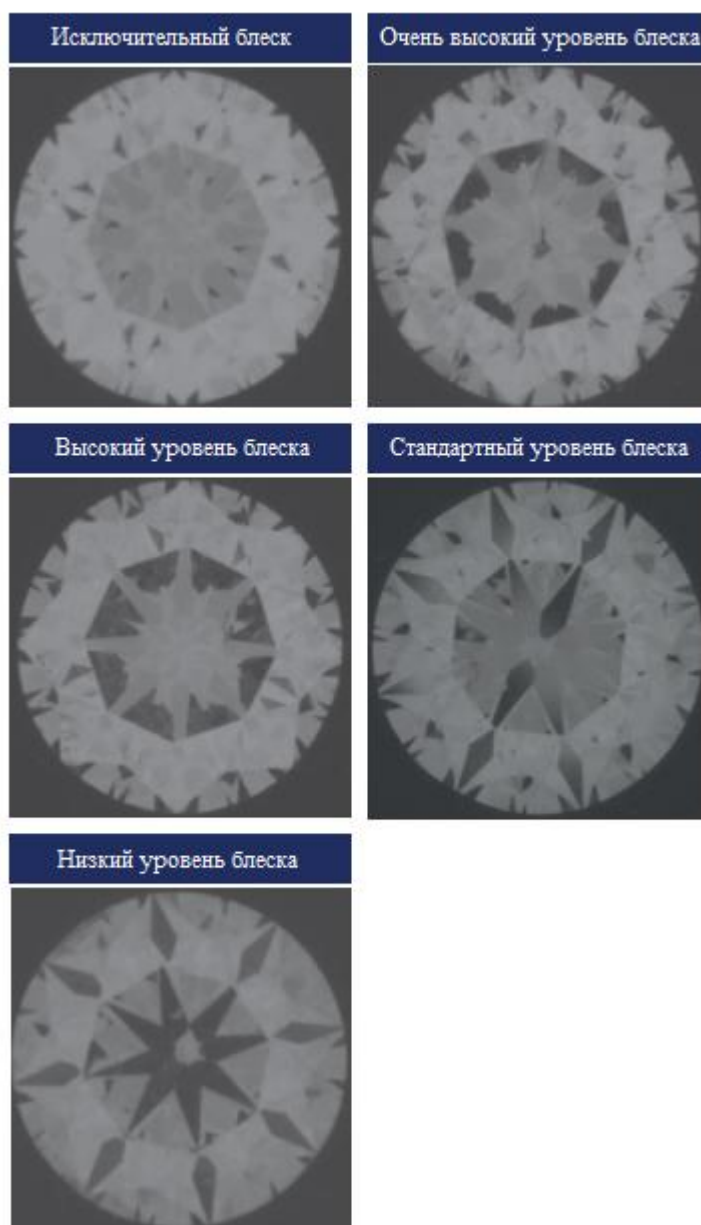 Исключительный блеск
Очень высокий уровень блеска
Высокий уровень блеска
Стандартный уровень блеска
Низкий уровень блеска